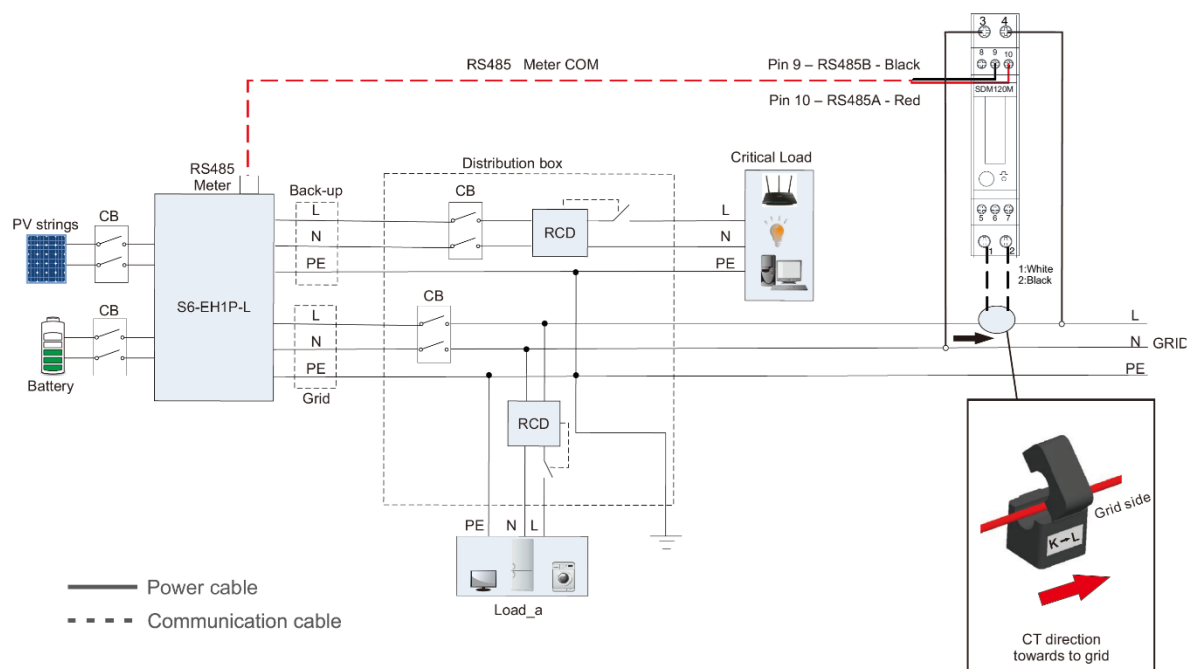 3 4
RS485 Meter COM
Pin 9 – RS485B - Black
8 9 10
SDM120M
Pin 10 – RS485A - Red
RS485
Meter
Distribution box
Critical Load
Back-up
CB
PV strings
CB
L
L
N
RCD
N
PE
PE
5 6 7
1 2
1:White
2:Black
S6-EH1P-L
CB
CB
L
L
N
N GRID
PE
PE
Battery
Grid
RCD
Grid side
K→L
PE N L
Load_a
Power cable
Communication cable
CT direction
towards to grid